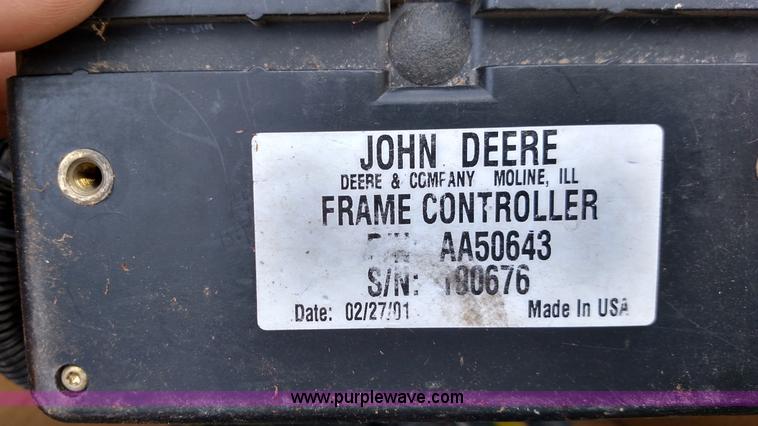 JOHN DEERE
DEERE & COMPANY MOLINE, ILL
FRAME CONTROLLER
P/N: AA50643
S/N: 180676
Date: 02/27/01 Made In USA
www.purplewave.com